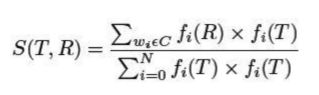 S(T, R) = \frac{\sum_{w_i \epsilon C} f_i(R) \times f_i(T)}{\sum_{i=0}^{N} f_i(T) \times f_i(T)}